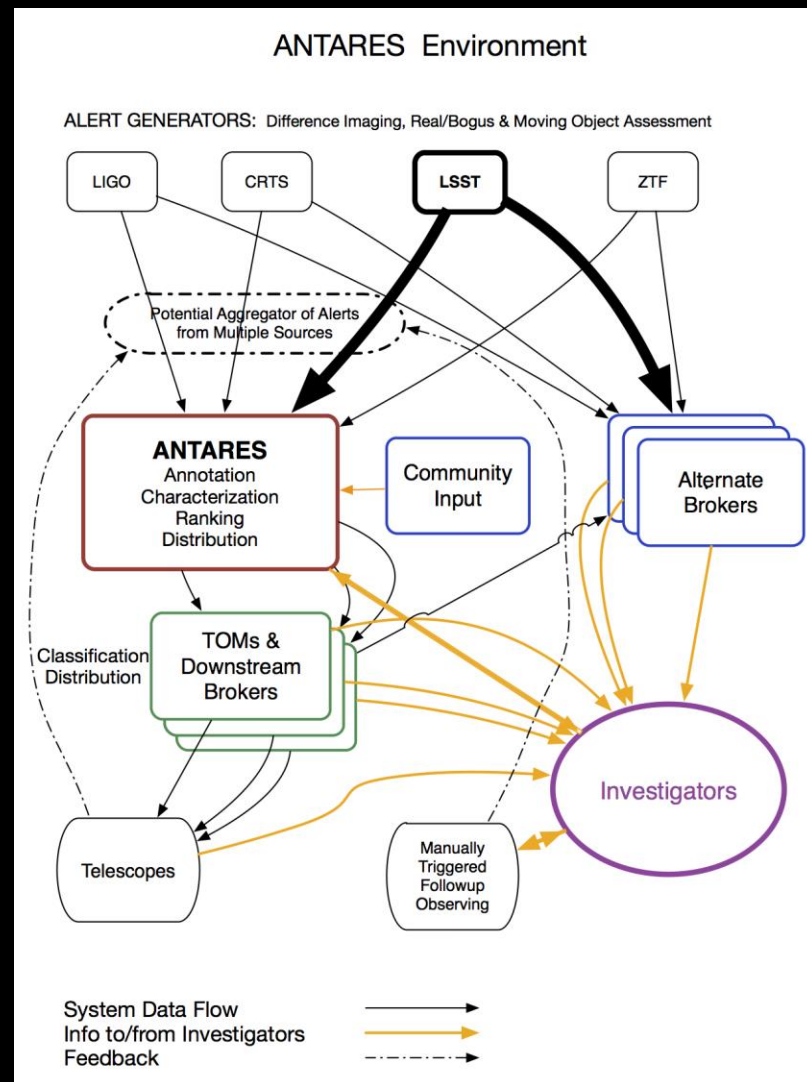 ANTARES Environment
ALERT GENERATORS: Difference Imaging, Real/Bogus & Moving Object Assessment
LIGO
CRTS
LSST
ZTF
Potential Aggregator of Alerts
from Multiple Sources
ANTARES
Annotation
Characterization
Ranking
Distribution
Community
Input
Alternate
Brokers
Classification
Distribution
TOMs &
Downstream
Brokers
Investigators
Telescopes
Manually
Triggered
Followup
Observing
System Data Flow
Info to/from Investigators
Feedback